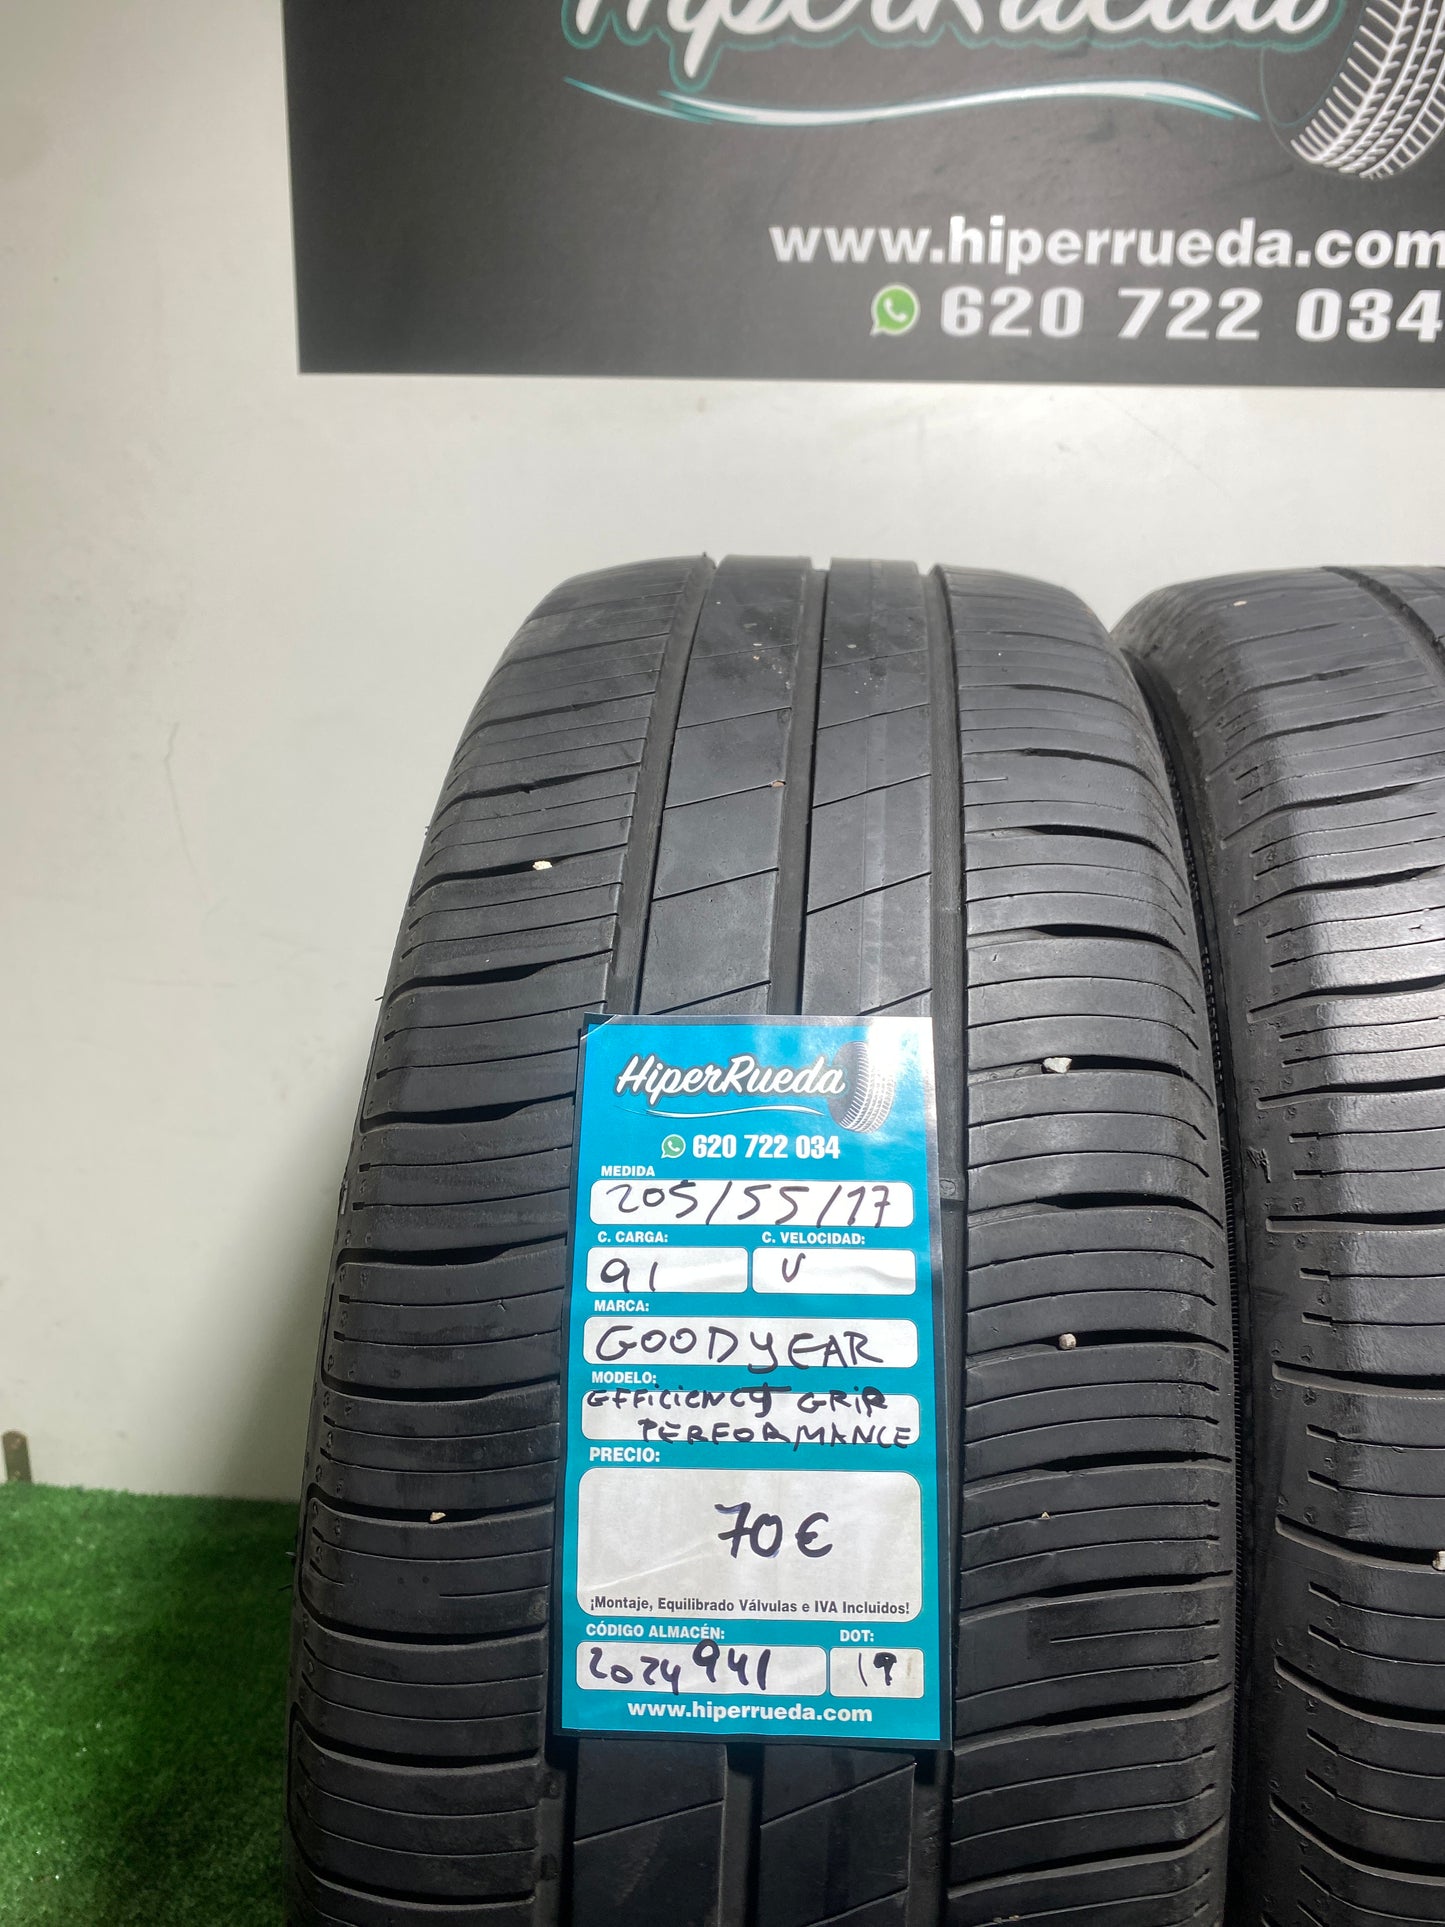 HiperRueda
www.hiperrueda.com
620 722 034
HiperRueda
620 722 034
MEDIDA
205/55/17
C. CARGA: C. VELOCIDAD:
91 V
MARCA:
GOODYEAR
MODELO:
EFFICIENCY GRIP
PERFORMANCE
PRECIO:
70€
¡Montaje, Equilibrado Válvulas e IVA Incluidos!
CÓDIGO ALMACÉN: DOT:
2024941 19
www.hiperrueda.com